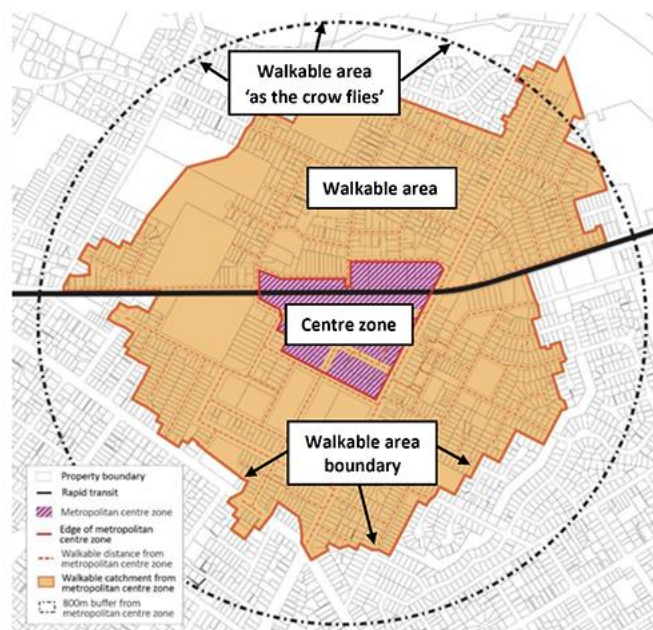 Walkable area
‘as the crow flies’
Walkable area
Centre zone
Walkable area
boundary
Property boundary
Rapid transit
Metropolitan centre zone
Edge of metropolitan
centre zone
Walkable distance from
metropolitan centre zone
Walkable catchment from
metropolitan centre zone
800m buffer from
metropolitan centre zone